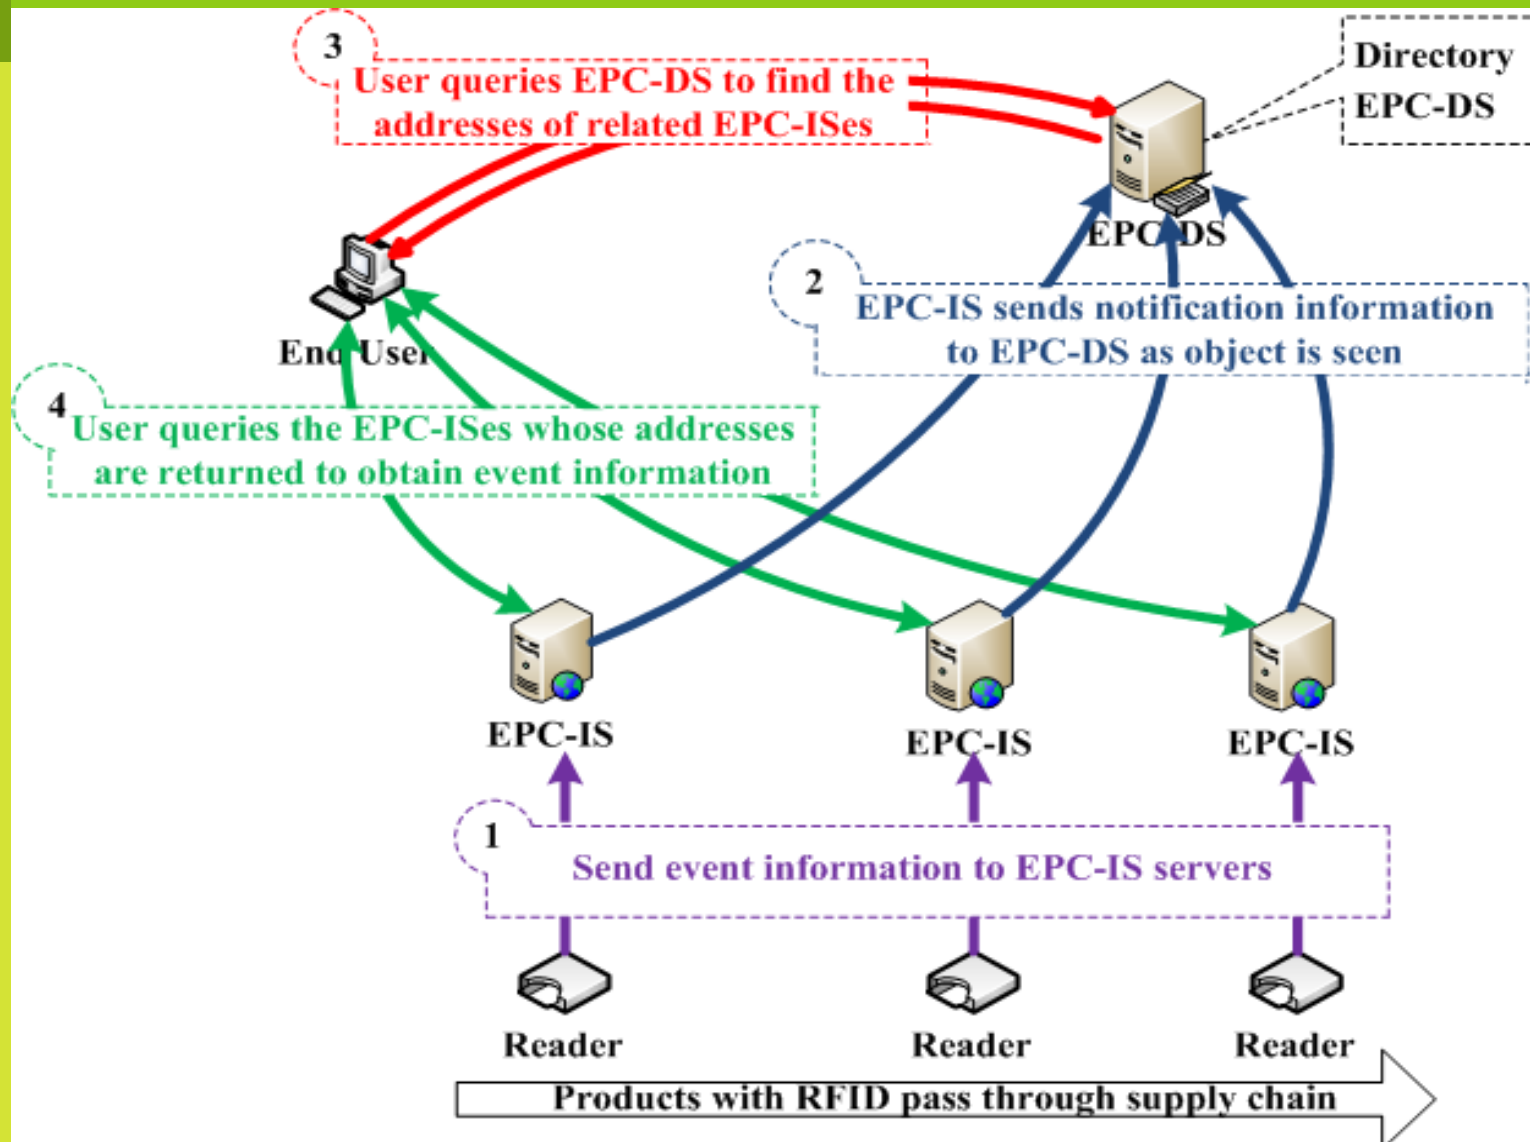 3
User queries EPC-DS to find the
addresses of related EPC-ISes
Directory
EPC-DS
EPC-DS
2
EPC-IS sends notification information
to EPC-DS as object is seen
End User
4
User queries the EPC-ISes whose addresses
are returned to obtain event information
EPC-IS
EPC-IS
EPC-IS
1
Send event information to EPC-IS servers
Reader
Reader
Reader
Products with RFID pass through supply chain